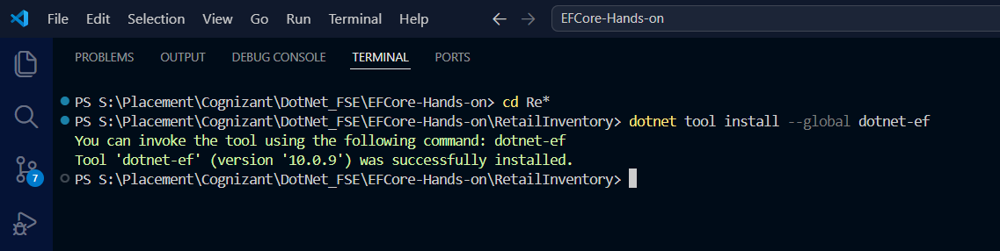 File Edit Selection View Go Run Terminal Help EFCore-Hands-on
PROBLEMS OUTPUT DEBUG CONSOLE TERMINAL PORTS
PS S:\Placement\Cognizant\DotNet_FSE\EFCore-Hands-on> cd Re*
PS S:\Placement\Cognizant\DotNet_FSE\EFCore-Hands-on\RetailInventory> dotnet tool install --global dotnet-ef
You can invoke the tool using the following command: dotnet-ef
Tool 'dotnet-ef' (version '10.0.9') was successfully installed.
7
PS S:\Placement\Cognizant\DotNet_FSE\EFCore-Hands-on\RetailInventory>